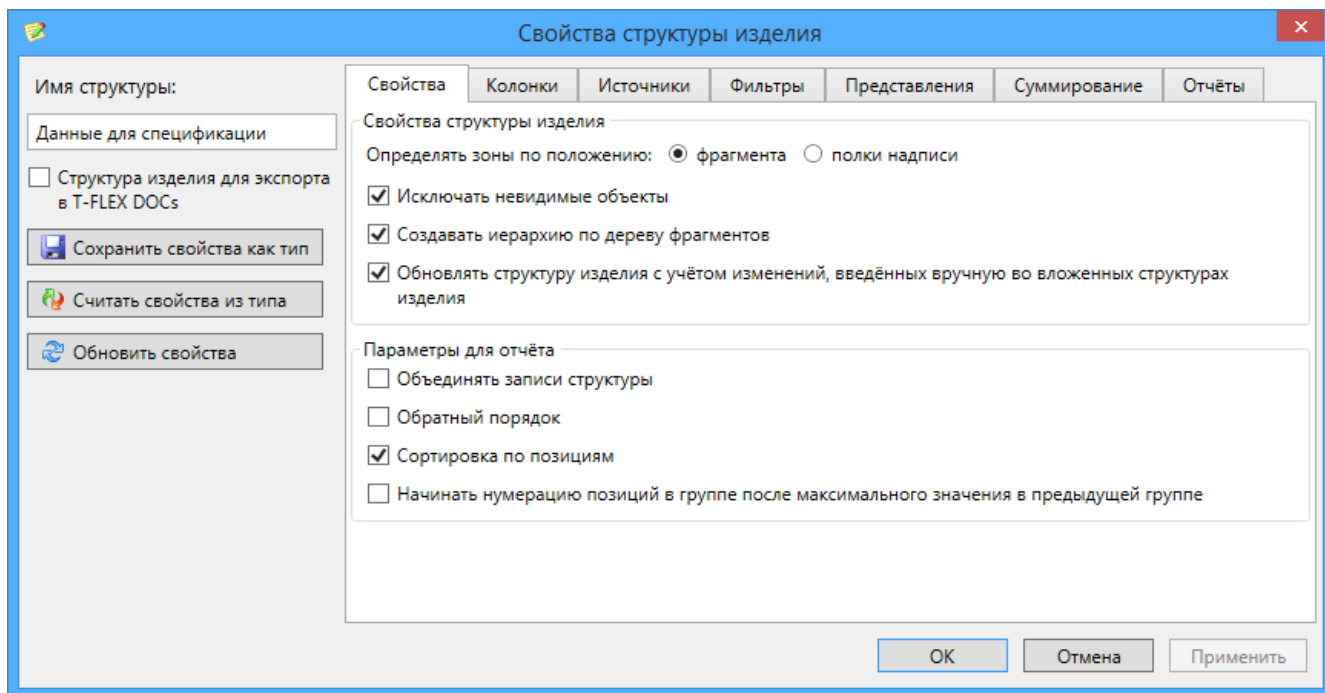 Свойства структуры изделия
Имя структуры:
Данные для спецификации
Структура изделия для экспорта
в T-FLEX DOCs
Сохранить свойства как тип
Считать свойства из типа
Обновить свойства
Свойства
Колонки
Источники
Фильтры
Представления
Суммирование
Отчёты
Свойства структуры изделия
Определять зоны по положению: фрагмента полки надписи
Исключать невидимые объекты
Создавать иерархию по дереву фрагментов
Обновлять структуру изделия с учётом изменений, введённых вручную во вложенных структурах
изделия
Параметры для отчёта
Объединять записи структуры
Обратный порядок
Сортировка по позициям
Начинать нумерацию позиций в группе после максимального значения в предыдущей группе
OK
Отмена
Применить